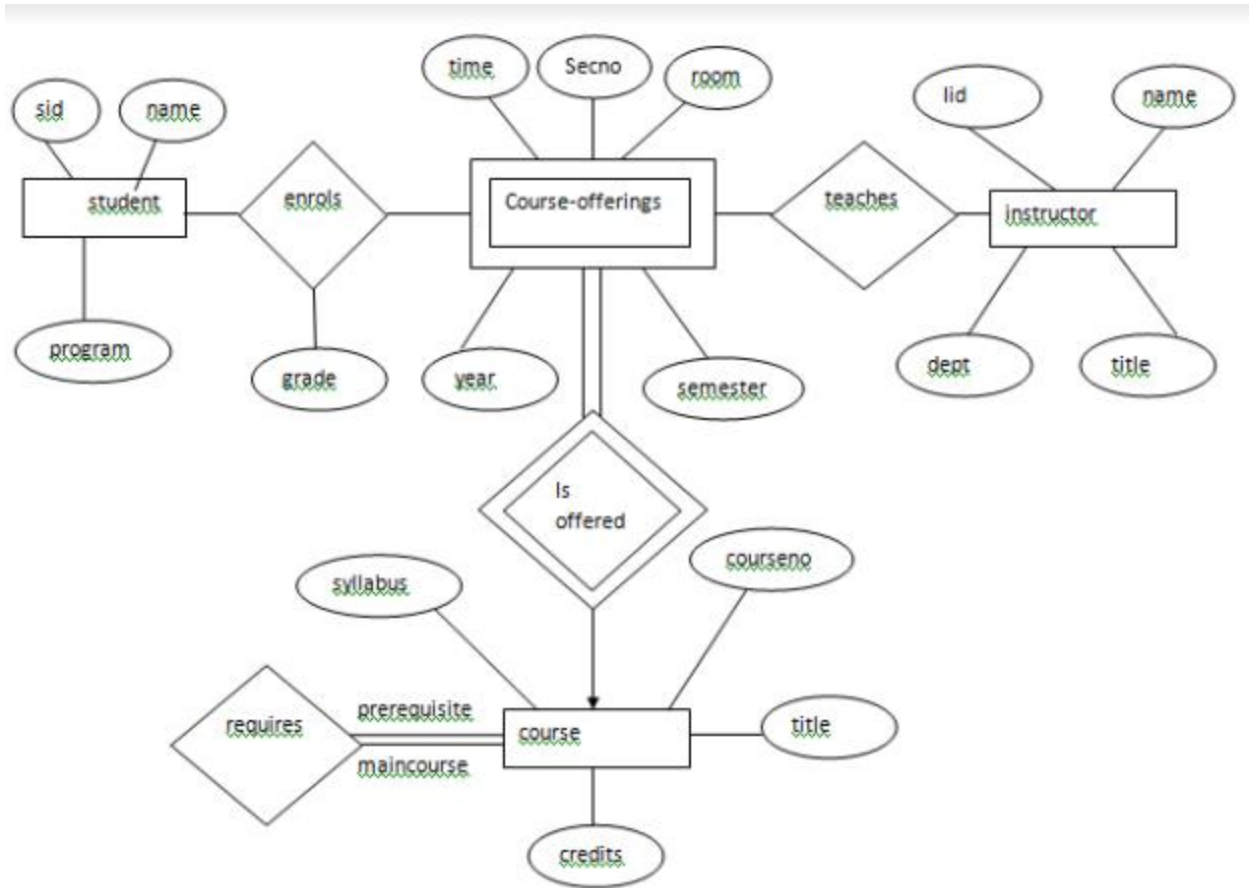 time
Secno
room
sid
name
Iid
name
student
enrols
Course-offerings
teaches
instructor
program
grade
year
semester
dept
title
Is
offered
syllabus
courseno
requires
prerequisite
maincourse
course
title
credits